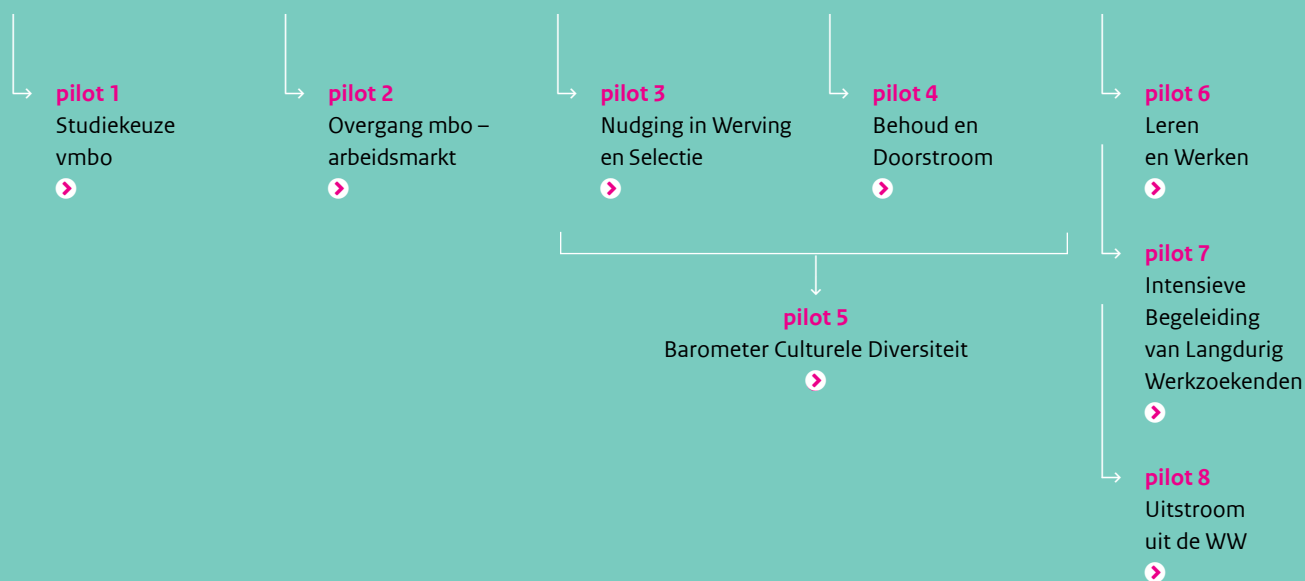 pilot 1
Studiekeuze
vmbo
pilot 2
Overgang mbo –
arbeidsmarkt
pilot 3
Nudging in Werving
en Selectie
pilot 4
Behoud en
Doorstroom
pilot 5
Barometer Culturele Diversiteit
pilot 6
Leren
en Werken
pilot 7
Intensieve
Begeleiding
van Langdurig
Werkzoekenden
pilot 8
Uitstroom
uit de WW